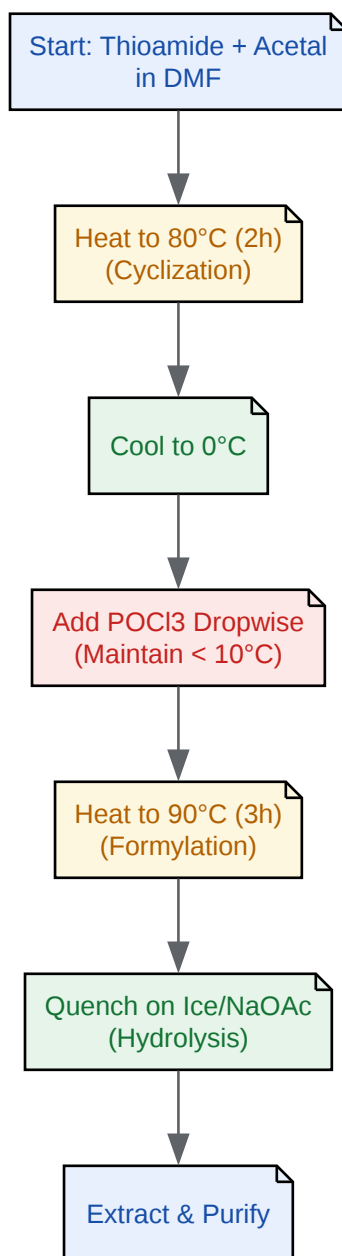 Start: Thioamide + Acetal
in DMF
Heat to 80°C (2h)
(Cyclization)
Cool to 0°C
Add POCl3 Dropwise
(Maintain < 10°C)
Heat to 90°C (3h)
(Formylation)
Quench on Ice/NaOAc
(Hydrolysis)
Extract & Purify